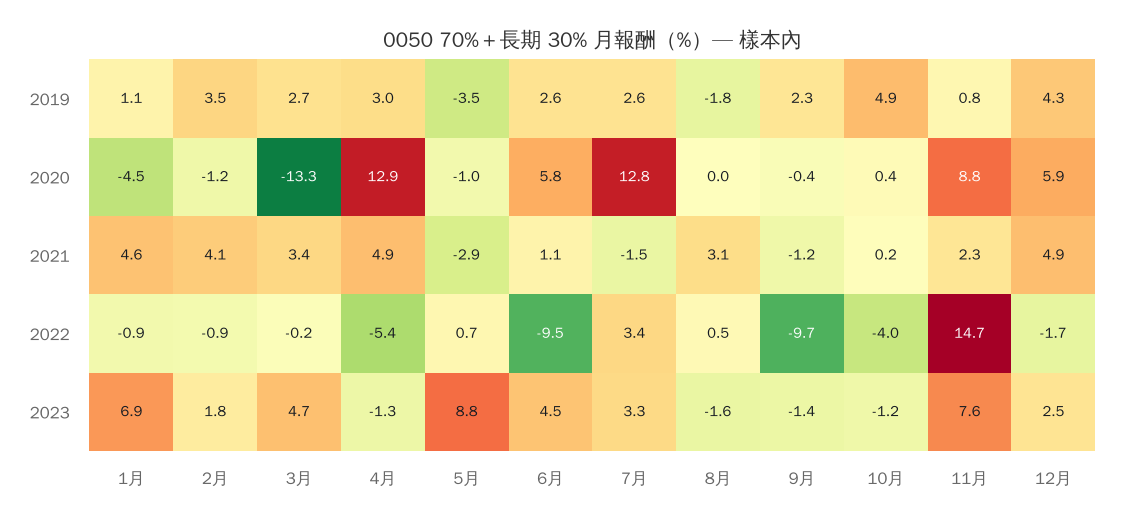 0050 70%＋長期 30% 月報酬（%）— 樣本內
2019 1.1 3.5 2.7 3.0 -3.5 2.6 2.6 -1.8 2.3 4.9 0.8 4.3
2020 -4.5 -1.2 -13.3 12.9 -1.0 5.8 12.8 0.0 -0.4 0.4 8.8 5.9
2021 4.6 4.1 3.4 4.9 -2.9 1.1 -1.5 3.1 -1.2 0.2 2.3 4.9
2022 -0.9 -0.9 -0.2 -5.4 0.7 -9.5 3.4 0.5 -9.7 -4.0 14.7 -1.7
2023 6.9 1.8 4.7 -1.3 8.8 4.5 3.3 -1.6 -1.4 -1.2 7.6 2.5
1月 2月 3月 4月 5月 6月 7月 8月 9月 10月 11月 12月